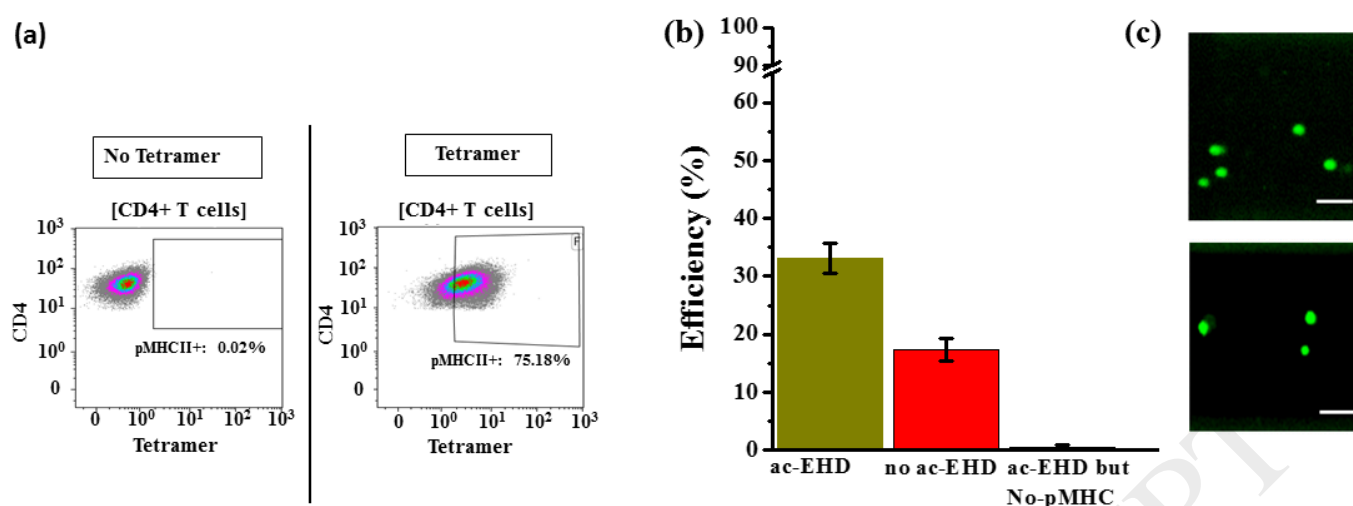 (a)
No Tetramer
Tetramer
[CD4+ T cells]
[CD4+ T cells]
10³
10²
10¹
10⁰
0
CD4
pMHCII+: 0.02%
0 10⁰ 10¹ 10² 10³
Tetramer
10³
10²
10¹
10⁰
0
CD4
F
pMHCII+: 75.18%
0 10⁰ 10¹ 10² 10³
Tetramer
(b)
100
90
60
50
40
30
20
10
0
Efficiency (%)
ac-EHD
no ac-EHD
ac-EHD but
No-pMHC
(c)
PT